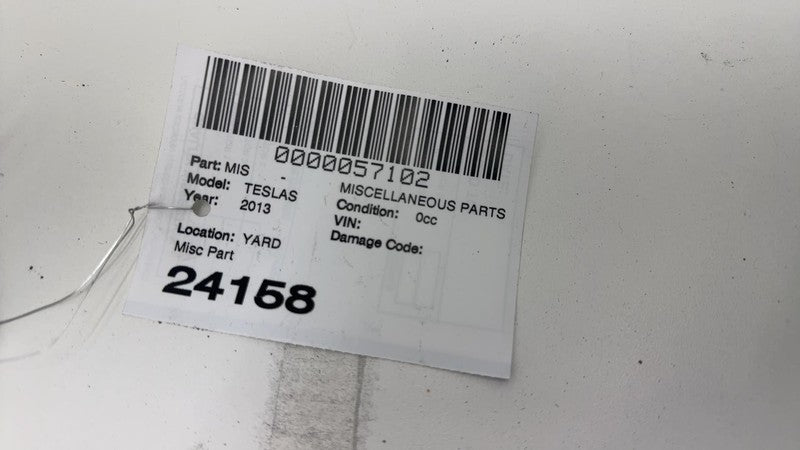 0000057102
Part: MIS - MISCELLANEOUS PARTS
Model: TESLAS Condition: 0cc
Year: 2013 VIN:
Damage Code:
Location: YARD
Misc Part
24158